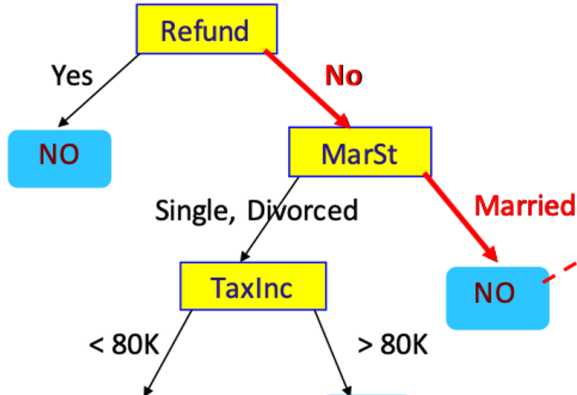 Refund
Yes
No
NO
MarSt
Single, Divorced
Married
TaxInc
NO
< 80K
> 80K